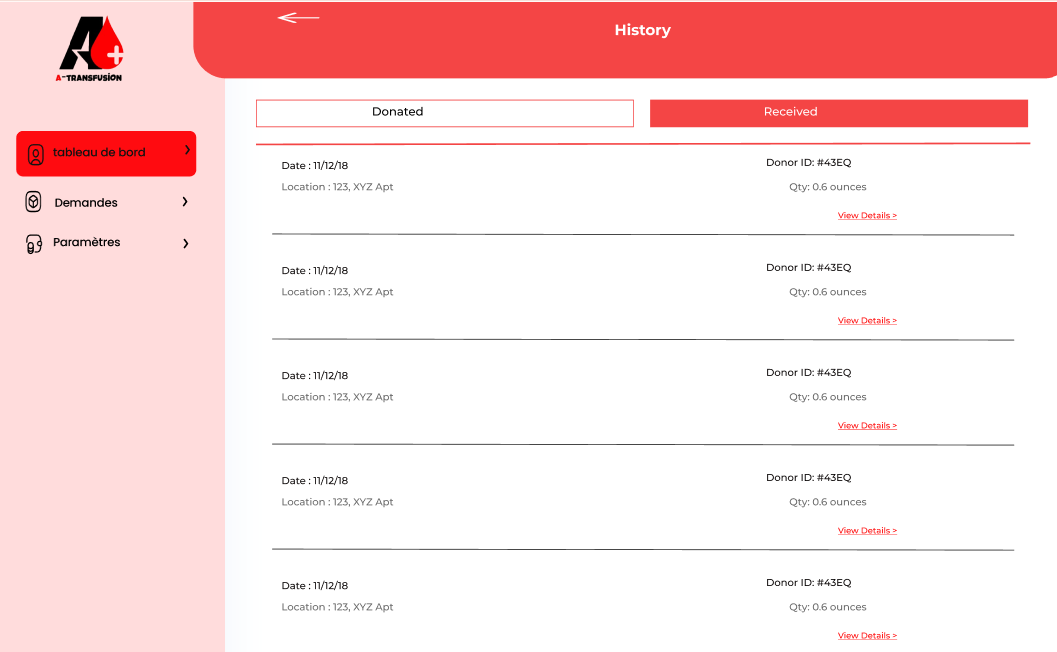 A+
A-TRANSFUSION
tableau de bord
Demandes
Paramètres
History
Donated
Received
Date : 11/12/18
Donor ID: #43EQ
Location : 123, XYZ Apt
Qty: 0.6 ounces
View Details >
Date : 11/12/18
Donor ID: #43EQ
Location : 123, XYZ Apt
Qty: 0.6 ounces
View Details >
Date : 11/12/18
Donor ID: #43EQ
Location : 123, XYZ Apt
Qty: 0.6 ounces
View Details >
Date : 11/12/18
Donor ID: #43EQ
Location : 123, XYZ Apt
Qty: 0.6 ounces
View Details >
Date : 11/12/18
Donor ID: #43EQ
Location : 123, XYZ Apt
Qty: 0.6 ounces
View Details >